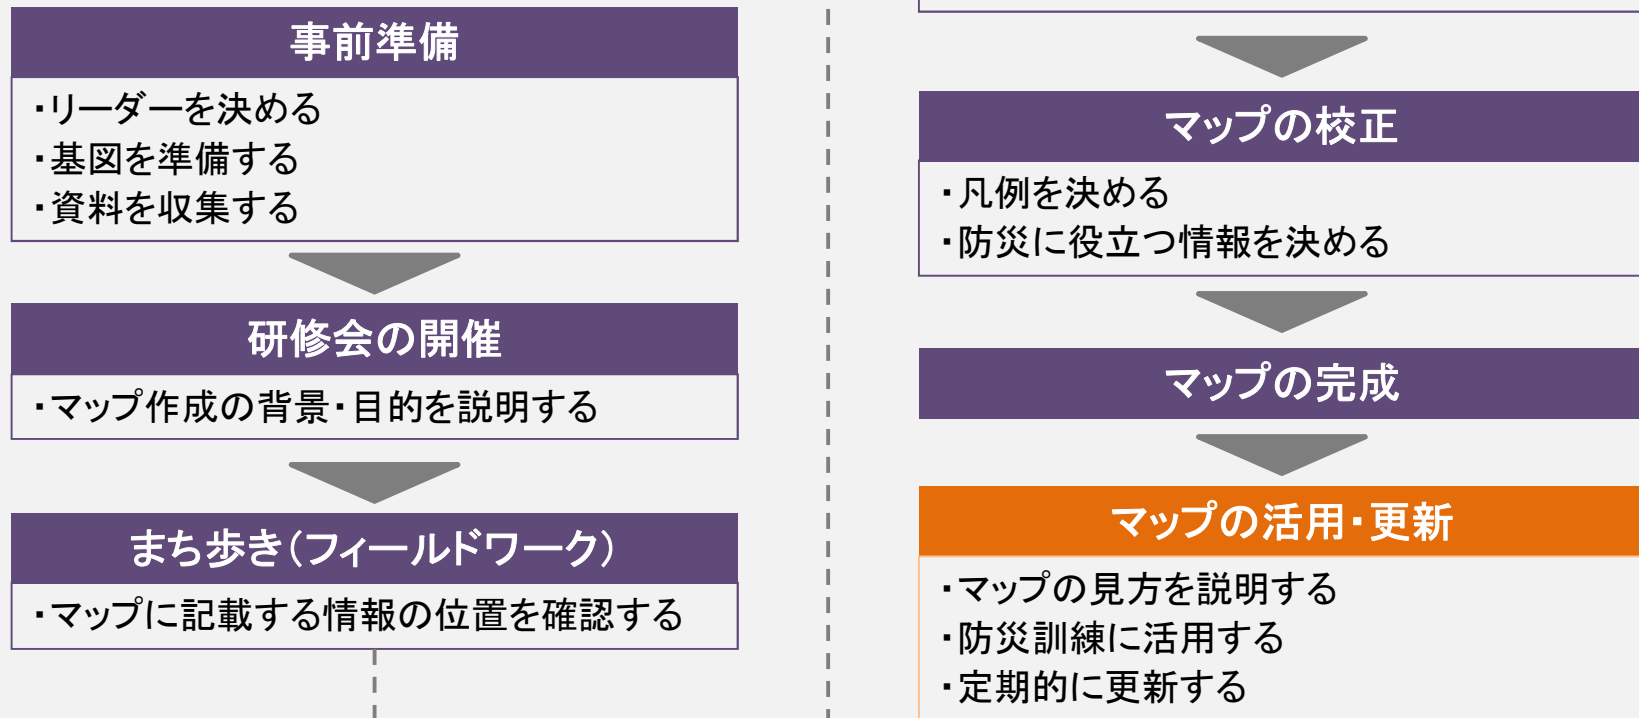 事前準備
・リーダーを決める
・基図を準備する
・資料を収集する
研修会の開催
・マップ作成の背景・目的を説明する
まち歩き(フィールドワーク)
・マップに記載する情報の位置を確認する
マップの校正
・凡例を決める
・防災に役立つ情報を決める
マップの完成
マップの活用・更新
・マップの見方を説明する
・防災訓練に活用する
・定期的に更新する